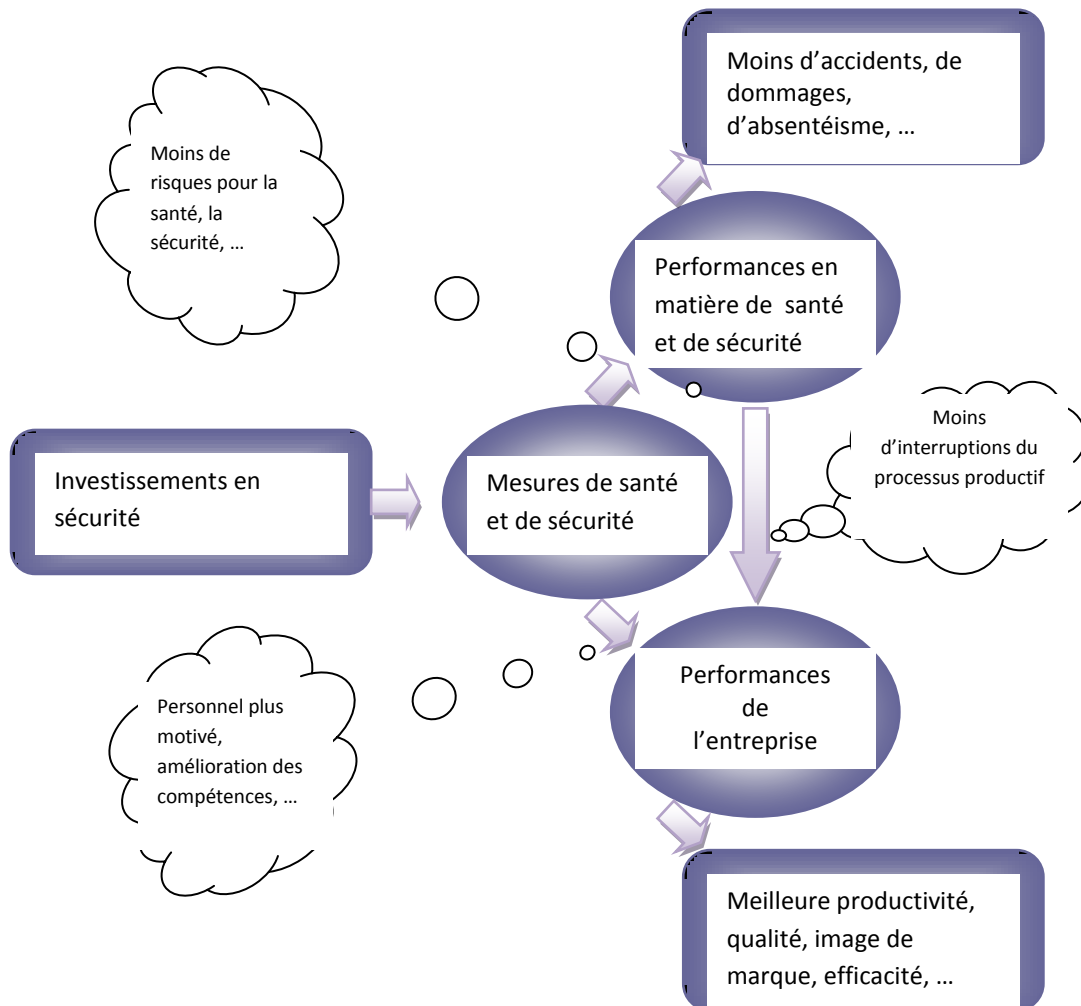 Moins d’accidents, de
dommages,
d’absentéisme, …
Moins de
risques pour la
santé, la
sécurité, …
Performances en
matière de santé
et de sécurité
Moins
d’interruptions du
processus productif
Investissements en
sécurité
Mesures de santé
et de sécurité
Personnel plus
motivé,
amélioration des
compétences, …
Performances
de
l’entreprise
Meilleure productivité,
qualité, image de
marque, efficacité, …